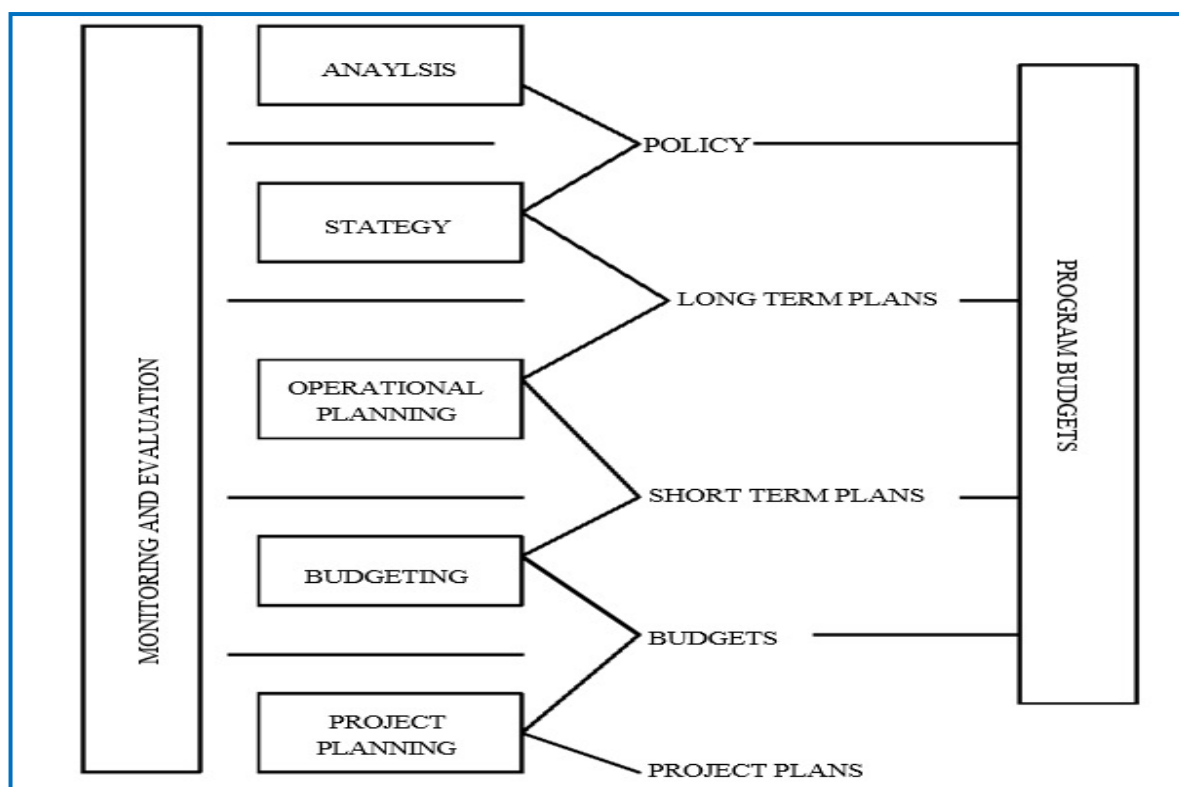 ANAYLSIS
POLICY
STATEGY
LONG TERM PLANS
OPERATIONAL
PLANNING
SHORT TERM PLANS
BUDGETING
BUDGETS
PROJECT
PLANNING
PROJECT PLANS
MONITORING AND EVALUATION
PROGRAM BUDGETS